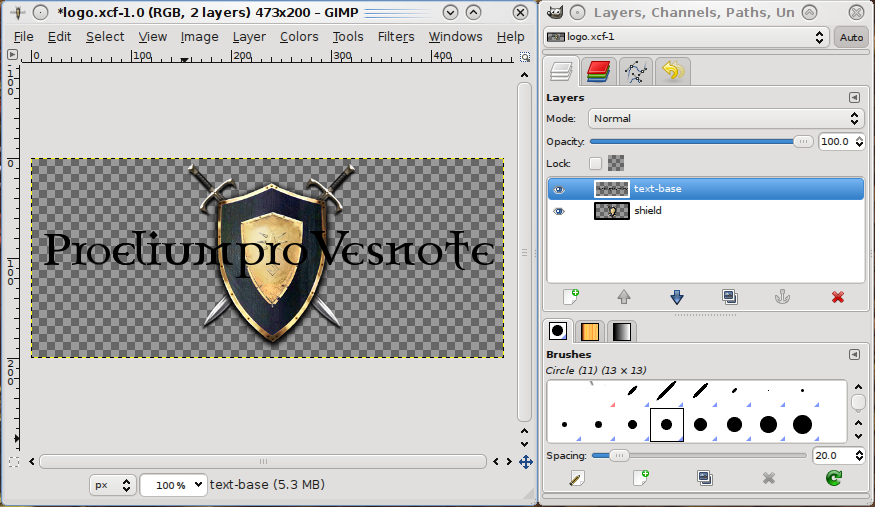 *logo.xcf-1.0 (RGB, 2 layers) 473x200 – GIMP
File Edit Select View Image Layer Colors Tools Filters Windows Help
0 100 200 300 400
100
0
100
200
ProeliumproVesnote
px 100 % text-base (5.3 MB)
Layers, Channels, Paths, Un
logo.xcf-1 Auto
Layers
Mode: Normal
Opacity: 100.0
Lock:
text-base
shield
Brushes
Circle (11) (13 × 13)
Spacing: 20.0